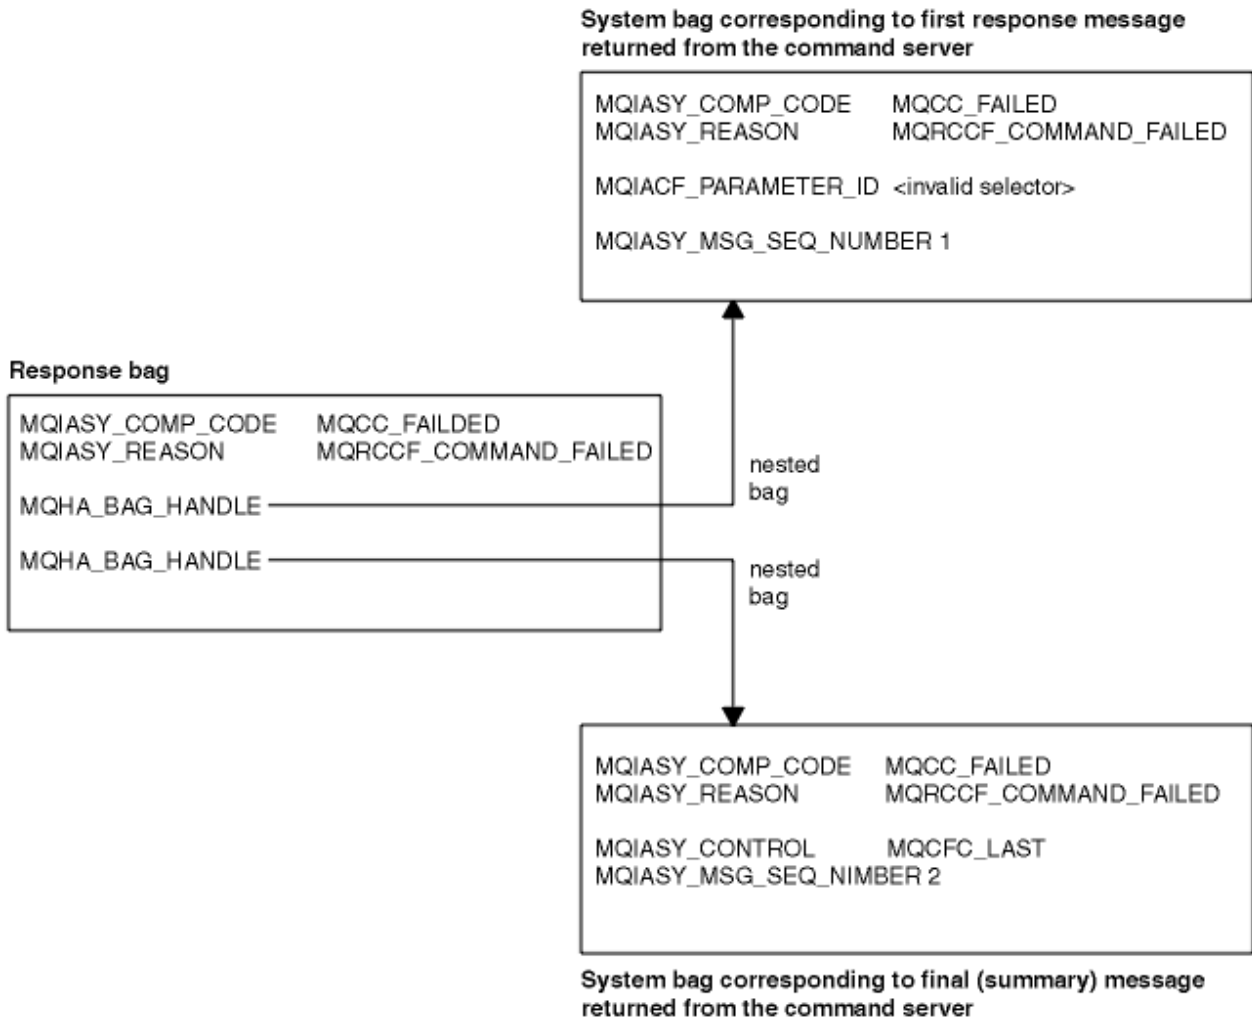 System bag corresponding to first response message
returned from the command server
MQIASY_COMP_CODE MQCC_FAILED
MQIASY_REASON MQRCCF_COMMAND_FAILED
MQIACF_PARAMETER_ID <invalid selector>
MQIASY_MSG_SEQ_NUMBER 1
Response bag
MQIASY_COMP_CODE MQCC_FAILDED
MQIASY_REASON MQRCCF_COMMAND_FAILED
MQHA_BAG_HANDLE
nested
bag
MQHA_BAG_HANDLE
nested
bag
MQIASY_COMP_CODE MQCC_FAILED
MQIASY_REASON MQRCCF_COMMAND_FAILED
MQIASY_CONTROL MQCFC_LAST
MQIASY_MSG_SEQ_NIMBER 2
System bag corresponding to final (summary) message
returned from the command server